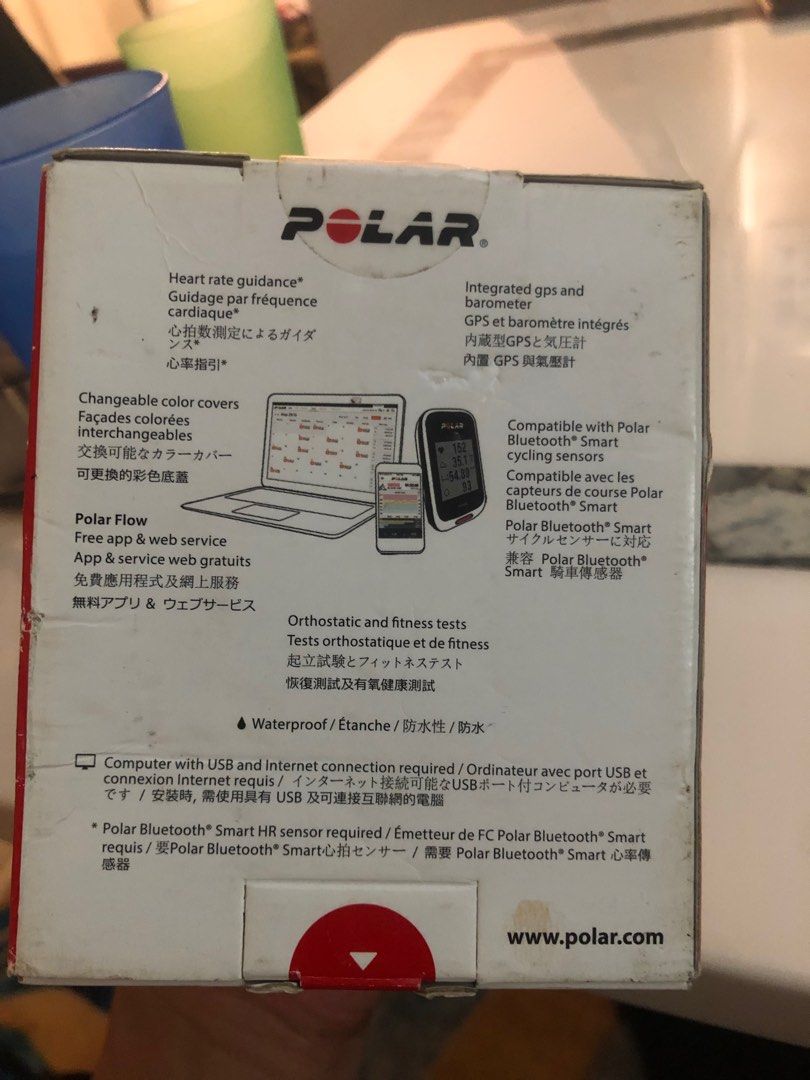 POLAR®
Heart rate guidance*
Guidage par fréquence
cardiaque*
心拍数測定によるガイダ
ンス*
心率指引*
Integrated gps and
barometer
GPS et baromètre intégrés
内蔵型GPSと気圧計
內置 GPS 與氣壓計
Changeable color covers
Façades colorées
interchangeables
交換可能なカラーカバー
可更換的彩色底蓋
POLAR
152
35.1
54.89
93
Compatible with Polar
Bluetooth® Smart
cycling sensors
Compatible avec les
capteurs de course Polar
Bluetooth® Smart
Polar Bluetooth® Smart
サイクルセンサーに対応
兼容 Polar Bluetooth®
Smart 騎車傳感器
Polar Flow
Free app & web service
App & service web gratuits
免費應用程式及網上服務
無料アプリ & ウェブサービス
Orthostatic and fitness tests
Tests orthostatique et de fitness
起立試験とフィットネステスト
恢復測試及有氧健康測試
Waterproof / Étanche / 防水性 / 防水
Computer with USB and Internet connection required / Ordinateur avec port USB et
connexion Internet requis / インターネット接続可能なUSBポート付コンピュータが必要
です / 安裝時, 需使用具有 USB 及可連接互聯網的電腦
* Polar Bluetooth® Smart HR sensor required / Émetteur de FC Polar Bluetooth® Smart
requis / 要Polar Bluetooth® Smart心拍センサー / 需要 Polar Bluetooth® Smart 心率傳
感器
www.polar.com